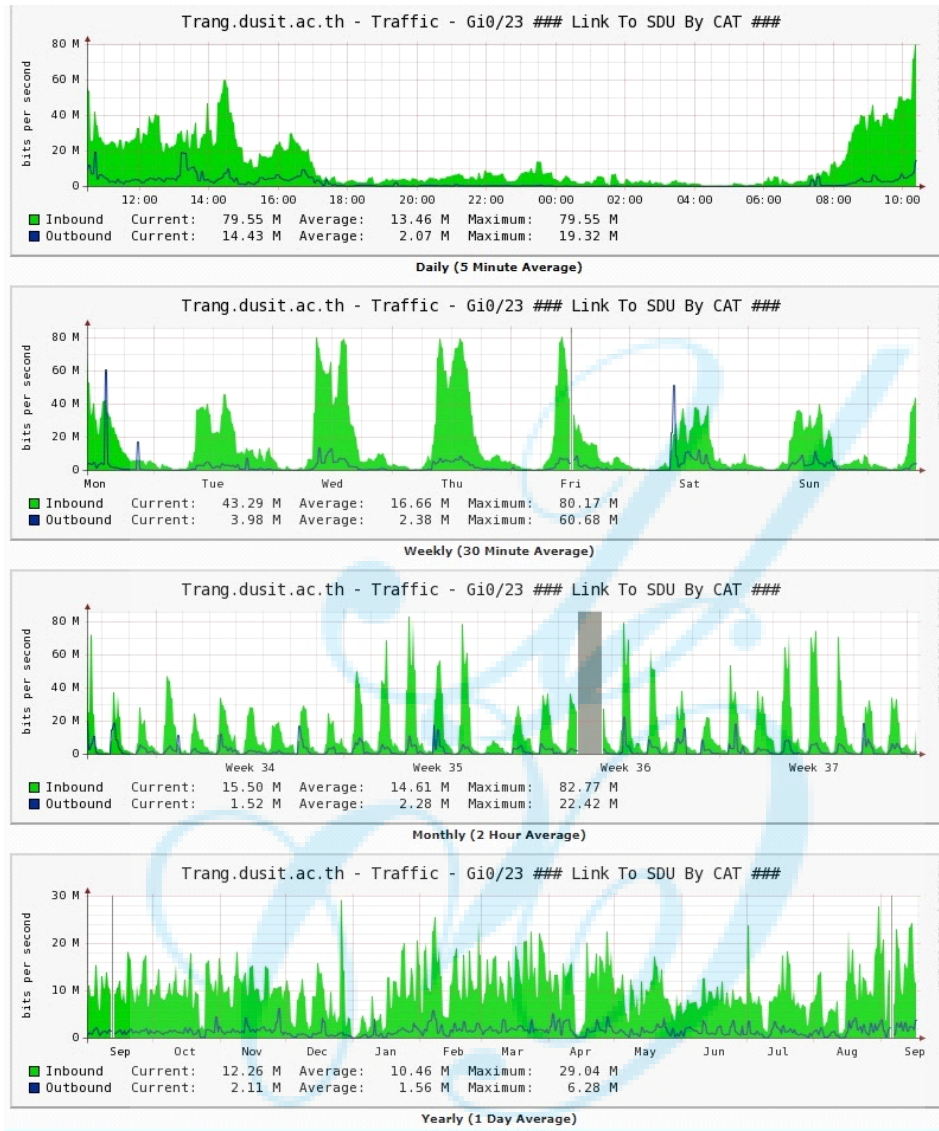 Trang.dusit.ac.th - Traffic - Gi0/23 ### Link To SDU By CAT ###
bits per second
80 M
60 M
40 M
20 M
0
12:00 14:00 16:00 18:00 20:00 22:00 00:00 02:00 04:00 06:00 08:00 10:00
Inbound Current: 79.55 M Average: 13.46 M Maximum: 79.55 M
Outbound Current: 14.43 M Average: 2.07 M Maximum: 19.32 M
Daily (5 Minute Average)
Trang.dusit.ac.th - Traffic - Gi0/23 ### Link To SDU By CAT ###
bits per second
80 M
60 M
40 M
20 M
0
Mon Tue Wed Thu Fri Sat Sun
Inbound Current: 43.29 M Average: 16.66 M Maximum: 80.17 M
Outbound Current: 3.98 M Average: 2.38 M Maximum: 60.68 M
Weekly (30 Minute Average)
Trang.dusit.ac.th - Traffic - Gi0/23 ### Link To SDU By CAT ###
bits per second
80 M
60 M
40 M
20 M
0
Week 34 Week 35 Week 36 Week 37
Inbound Current: 15.50 M Average: 14.61 M Maximum: 82.77 M
Outbound Current: 1.52 M Average: 2.28 M Maximum: 22.42 M
Monthly (2 Hour Average)
Trang.dusit.ac.th - Traffic - Gi0/23 ### Link To SDU By CAT ###
bits per second
30 M
20 M
10 M
0
Sep Oct Nov Dec Jan Feb Mar Apr May Jun Jul Aug Sep
Inbound Current: 12.26 M Average: 10.46 M Maximum: 29.04 M
Outbound Current: 2.11 M Average: 1.56 M Maximum: 6.28 M
Yearly (1 Day Average)